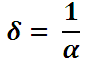 δ = 1/α